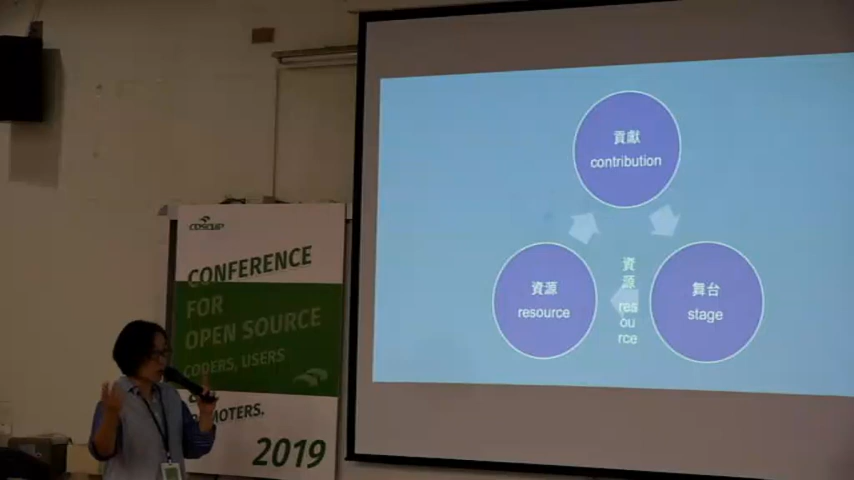 COSCUP
CONFERENCE
FOR
OPEN SOURCE
CODERS, USERS
MOTERS.
2019
貢獻
contribution
資源
resource
資
源
res
ou
rce
舞台
stage